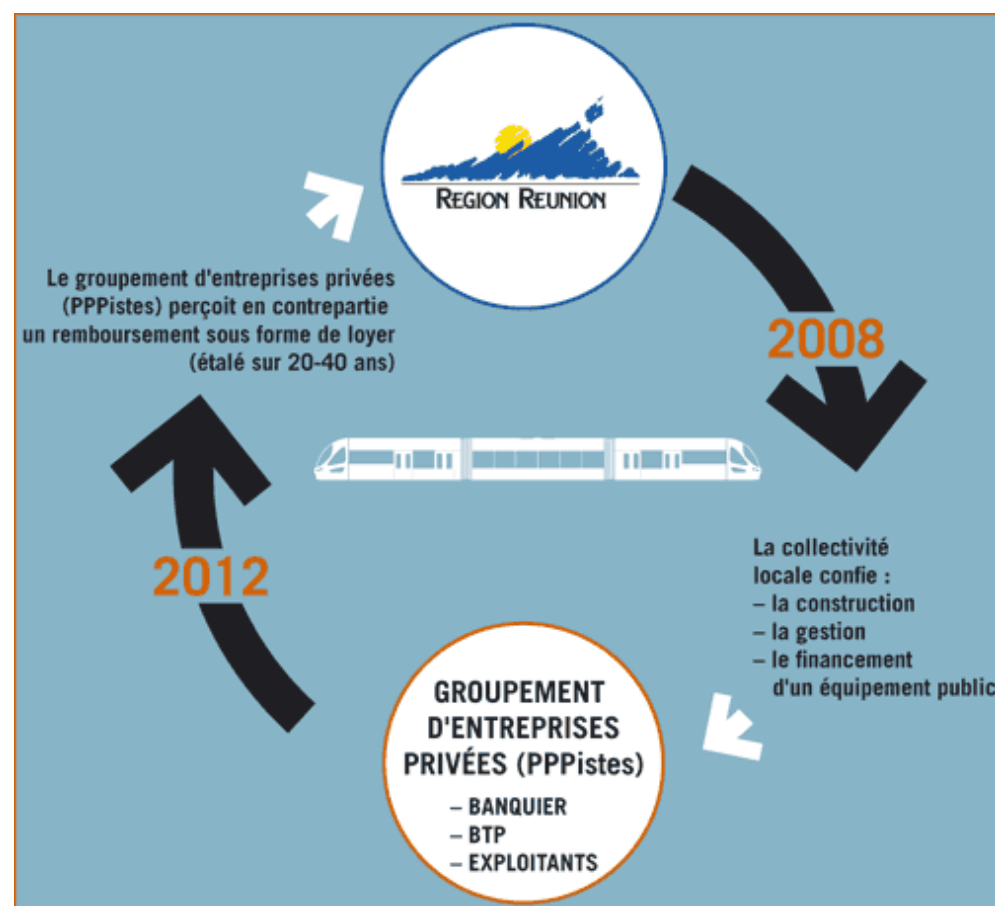 REGION REUNION
Le groupement d'entreprises privées
(PPPistes) perçoit en contrepartie
un remboursement sous forme de loyer
(étalé sur 20-40 ans)
2008
La collectivité
locale confie :
– la construction
– la gestion
– le financement
d'un équipement public
2012
GROUPEMENT
D'ENTREPRISES
PRIVÉES (PPPistes)
– BANQUIER
– BTP
– EXPLOITANTS